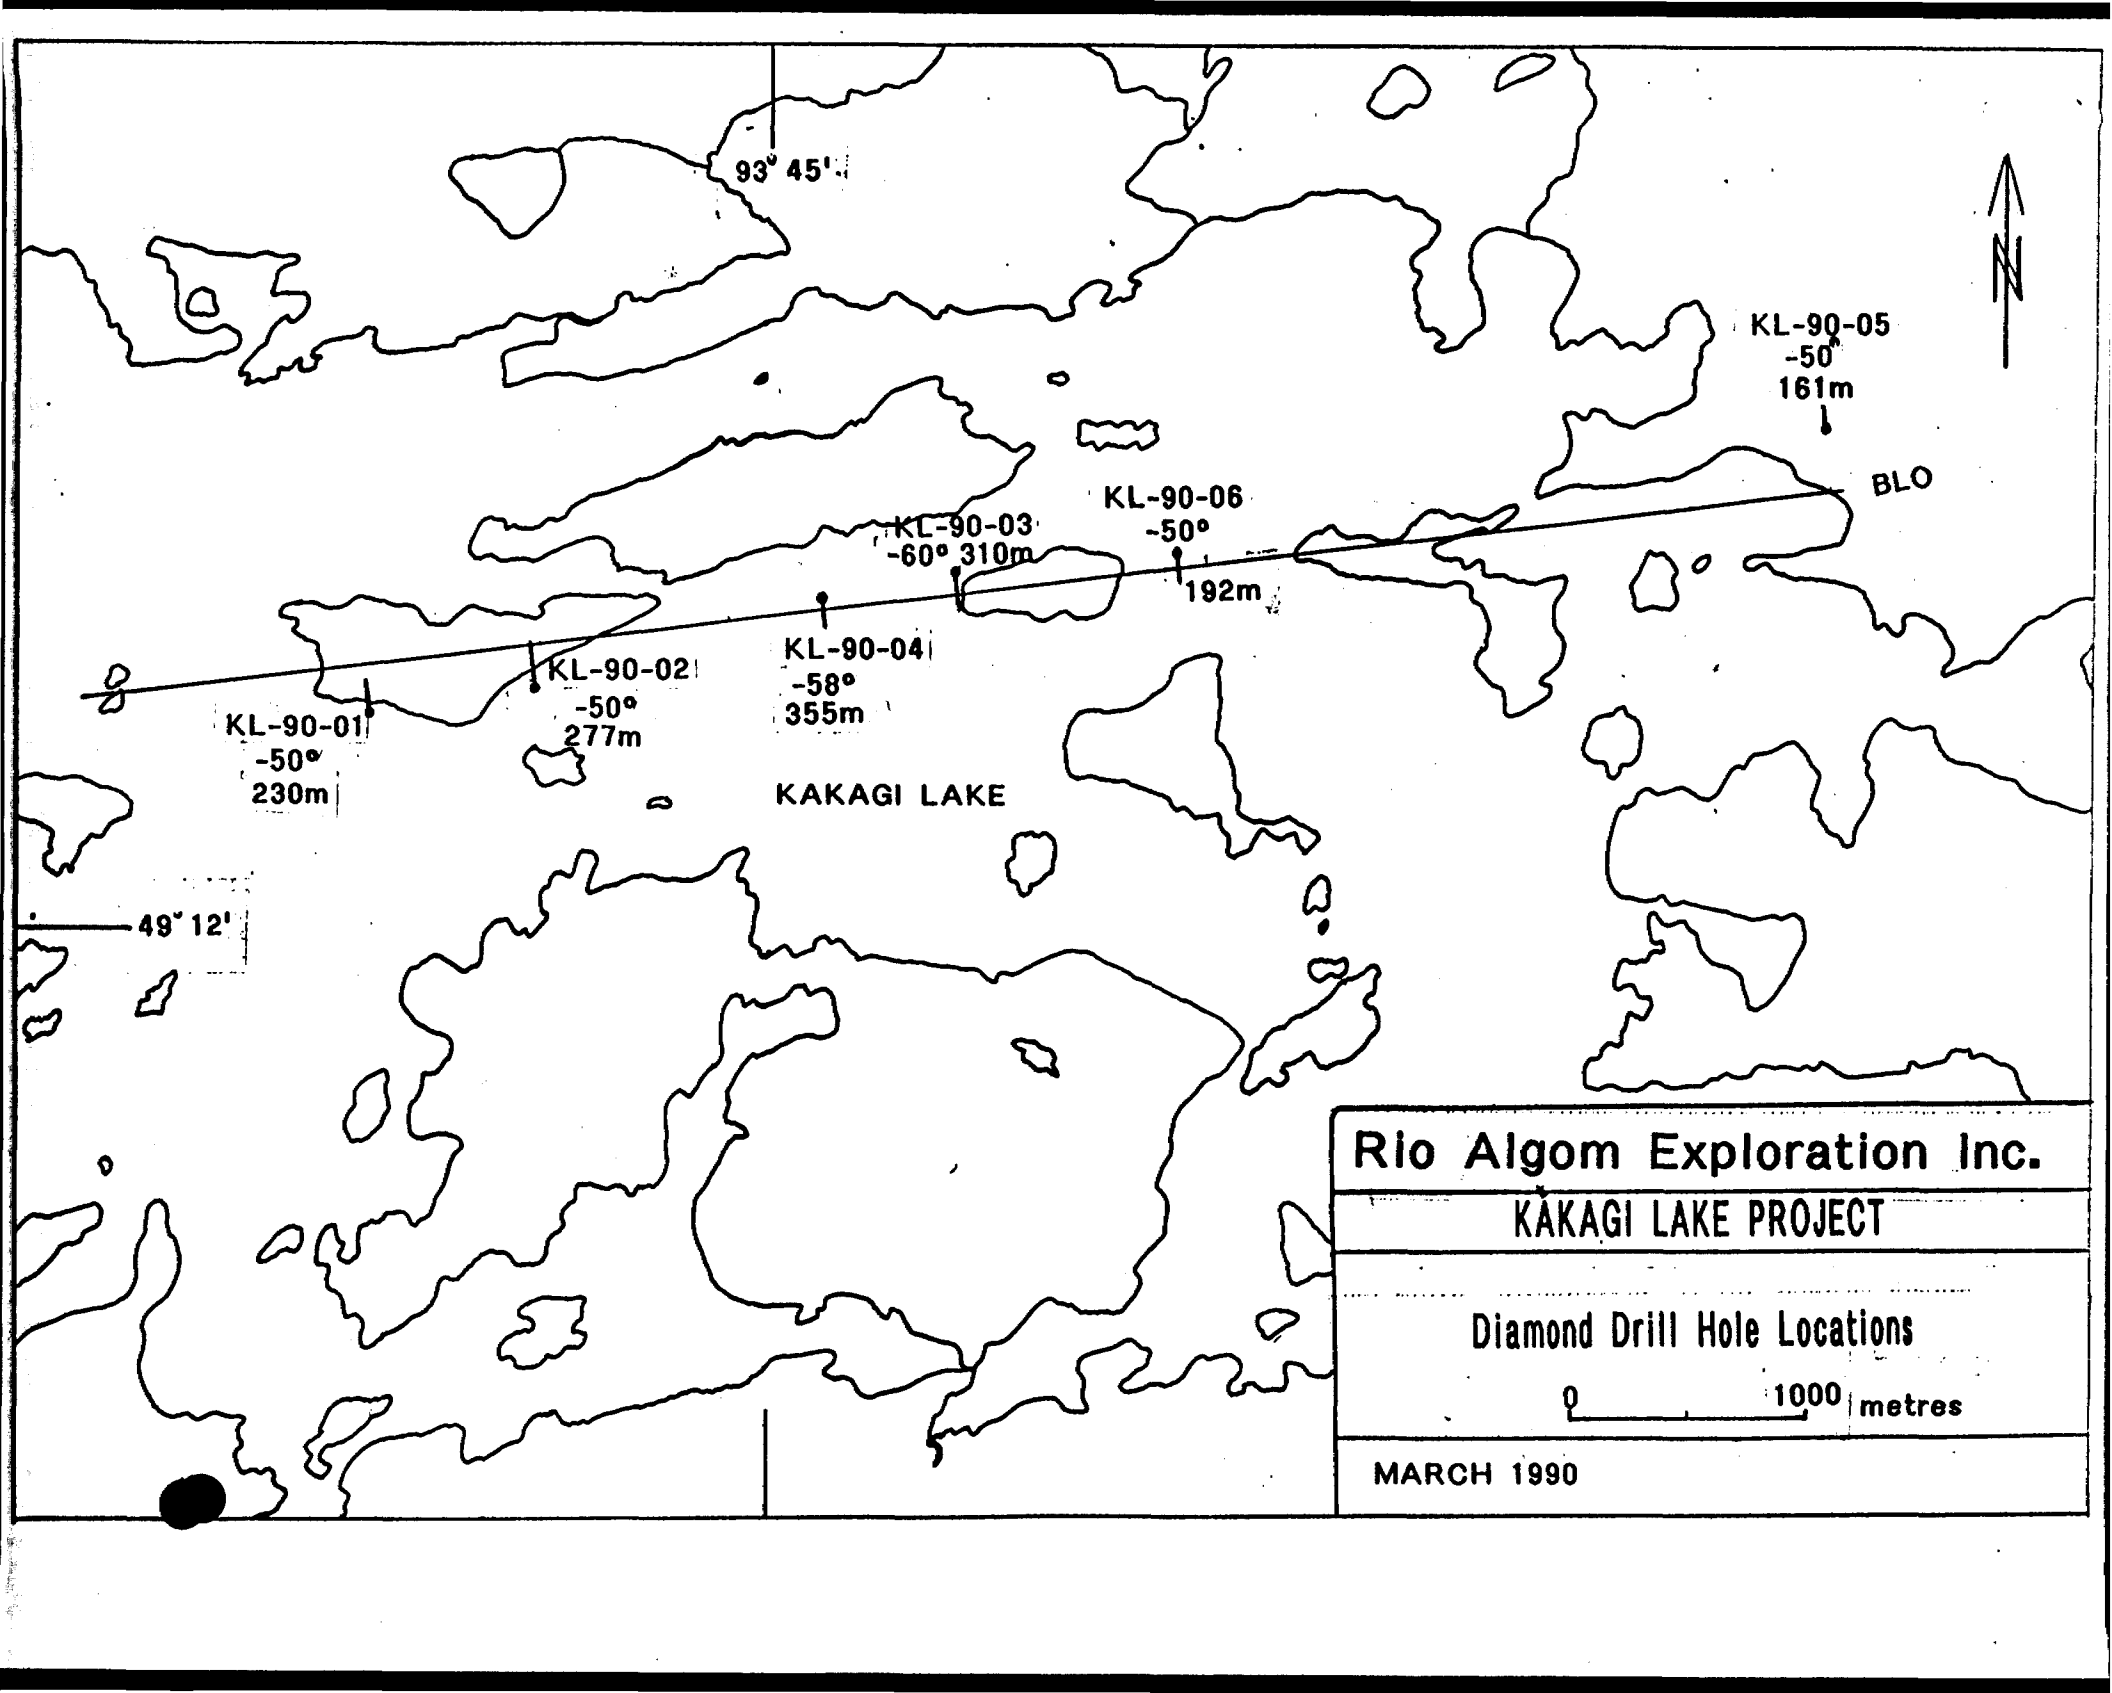 93° 45'
N
KL-90-05
-50°
161m
BLO
KL-90-06
-50°
192m
KL-90-03
-60° 310m
KL-90-04
-58°
355m
KL-90-02
-50°
277m
KL-90-01
-50°
230m
KAKAGI LAKE
49° 12'
Rio Algom Exploration Inc.
KAKAGI LAKE PROJECT
Diamond Drill Hole Locations
0 1000 metres
MARCH 1990